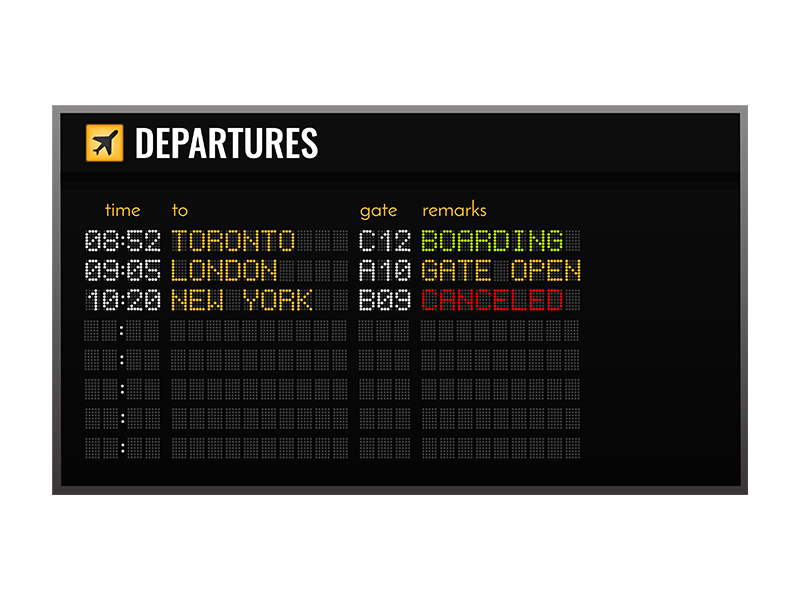 DEPARTURES
time to gate remarks
08:52 TORONTO C12 BOARDING
09:05 LONDON A10 GATE OPEN
10:20 NEW YORK B09 CANCELED
:
:
:
:
: